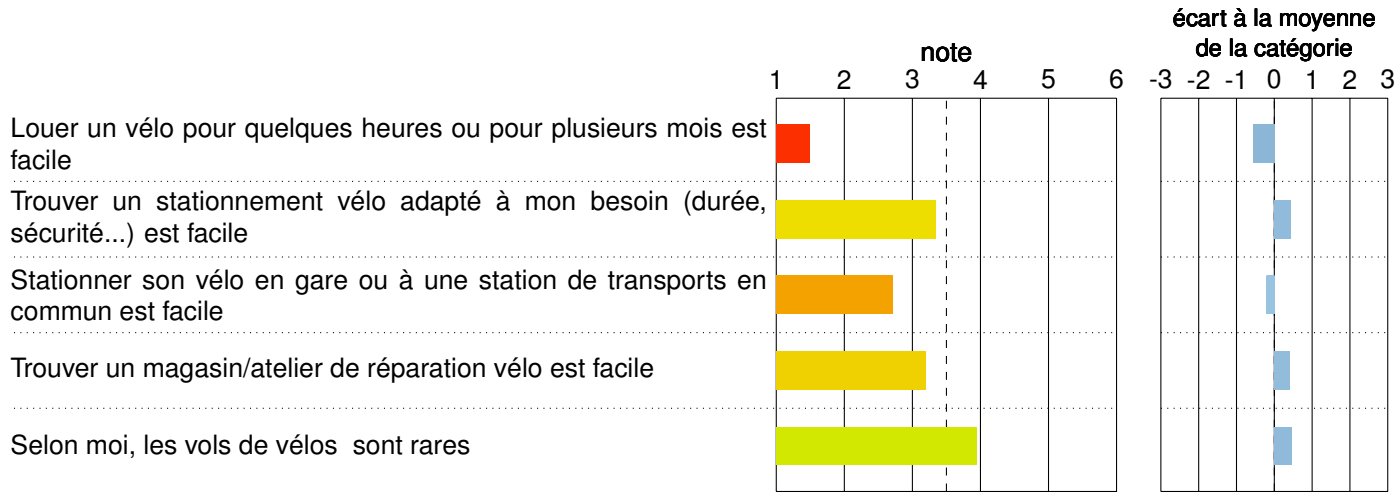 écart à la moyenne
note de la catégorie
1 2 3 4 5 6 -3 -2 -1 0 1 2 3
Louer un vélo pour quelques heures ou pour plusieurs mois est
facile
Trouver un stationnement vélo adapté à mon besoin (durée,
sécurité...) est facile
Stationner son vélo en gare ou à une station de transports en
commun est facile
Trouver un magasin/atelier de réparation vélo est facile
Selon moi, les vols de vélos sont rares